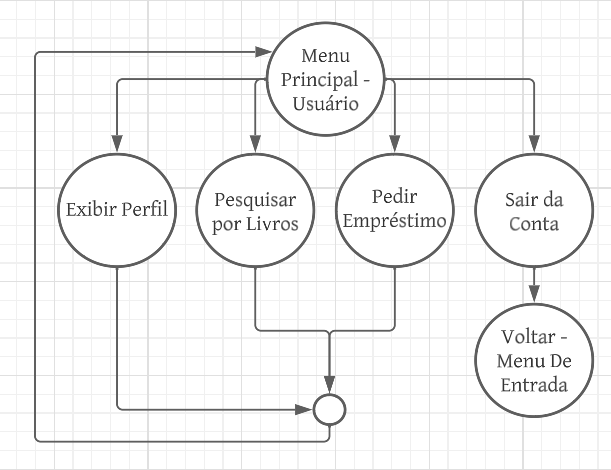 Menu
Principal -
Usuário
Exibir Perfil
Pesquisar
por Livros
Pedir
Empréstimo
Sair da
Conta
Voltar -
Menu De
Entrada